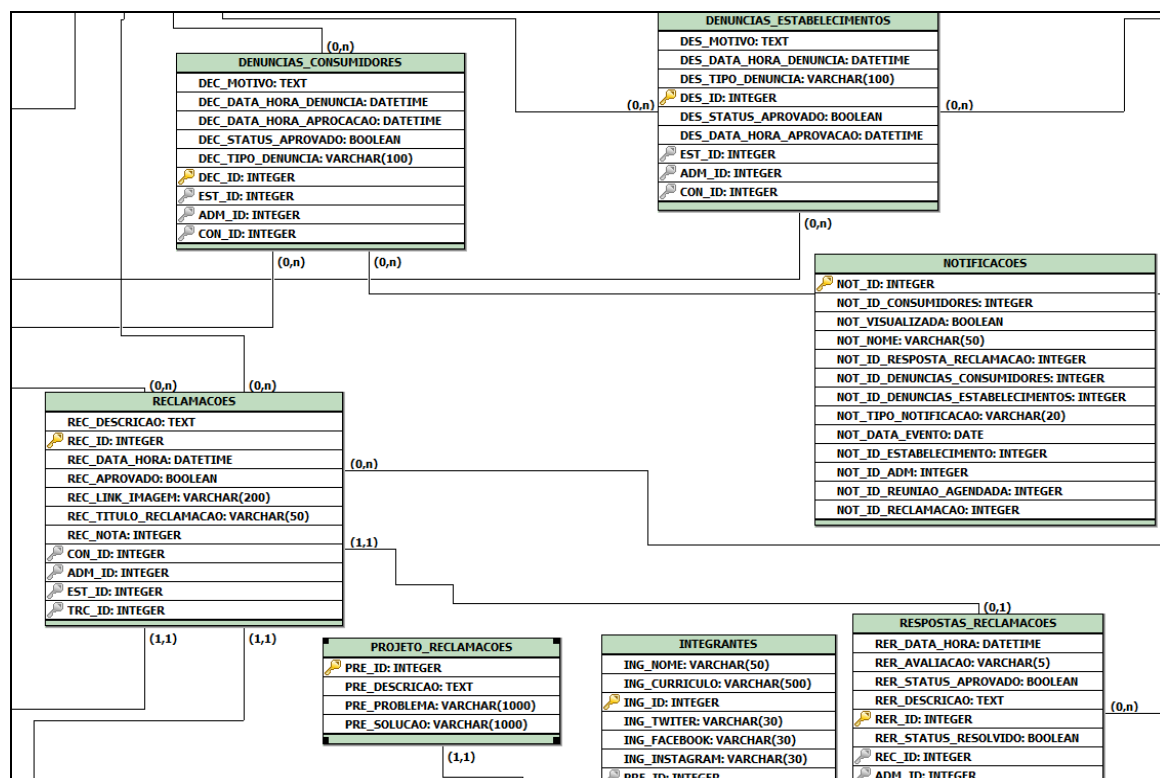 DENUNCIAS_ESTABELECIMENTOS
DES_MOTIVO: TEXT
DES_DATA_HORA_DENUNCIA: DATETIME
DES_TIPO_DENUNCIA: VARCHAR(100)
DES_ID: INTEGER
DES_STATUS_APROVADO: BOOLEAN
DES_DATA_HORA_APROVACAO: DATETIME
EST_ID: INTEGER
ADM_ID: INTEGER
CON_ID: INTEGER
(0,n)
(0,n)
(0,n)
(0,n)
DENUNCIAS_CONSUMIDORES
DEC_MOTIVO: TEXT
DEC_DATA_HORA_DENUNCIA: DATETIME
DEC_DATA_HORA_APROCACAO: DATETIME
DEC_STATUS_APROVADO: BOOLEAN
DEC_TIPO_DENUNCIA: VARCHAR(100)
DEC_ID: INTEGER
EST_ID: INTEGER
ADM_ID: INTEGER
CON_ID: INTEGER
(0,n)
(0,n)
NOTIFICACOES
NOT_ID: INTEGER
NOT_ID_CONSUMIDORES: INTEGER
NOT_VISUALIZADA: BOOLEAN
NOT_NOME: VARCHAR(50)
NOT_ID_RESPOSTA_RECLAMACAO: INTEGER
NOT_ID_DENUNCIAS_CONSUMIDORES: INTEGER
NOT_ID_DENUNCIAS_ESTABELECIMENTOS: INTEGER
NOT_TIPO_NOTIFICACAO: VARCHAR(20)
NOT_DATA_EVENTO: DATE
NOT_ID_ESTABELECIMENTO: INTEGER
NOT_ID_ADM: INTEGER
NOT_ID_REUNIAO_AGENDADA: INTEGER
NOT_ID_RECLAMACAO: INTEGER
(0,n)
(0,n)
RECLAMACOES
REC_DESCRICAO: TEXT
REC_ID: INTEGER
REC_DATA_HORA: DATETIME
REC_APROVADO: BOOLEAN
REC_LINK_IMAGEM: VARCHAR(200)
REC_TITULO_RECLAMACAO: VARCHAR(50)
REC_NOTA: INTEGER
CON_ID: INTEGER
ADM_ID: INTEGER
EST_ID: INTEGER
TRC_ID: INTEGER
(0,n)
(1,1)
(1,1)
(1,1)
PROJETO_RECLAMACOES
PRE_ID: INTEGER
PRE_DESCRICAO: TEXT
PRE_PROBLEMA: VARCHAR(1000)
PRE_SOLUCAO: VARCHAR(1000)
(1,1)
INTEGRANTES
ING_NOME: VARCHAR(50)
ING_CURRICULO: VARCHAR(500)
ING_ID: INTEGER
ING_TWITER: VARCHAR(30)
ING_FACEBOOK: VARCHAR(30)
ING_INSTAGRAM: VARCHAR(30)
PRE_ID: INTEGER
(0,1)
RESPOSTAS_RECLAMACOES
RER_DATA_HORA: DATETIME
RER_AVALIACAO: VARCHAR(5)
RER_STATUS_APROVADO: BOOLEAN
RER_DESCRICAO: TEXT
RER_ID: INTEGER
RER_STATUS_RESOLVIDO: BOOLEAN
REC_ID: INTEGER
ADM_ID: INTEGER
(0,n)